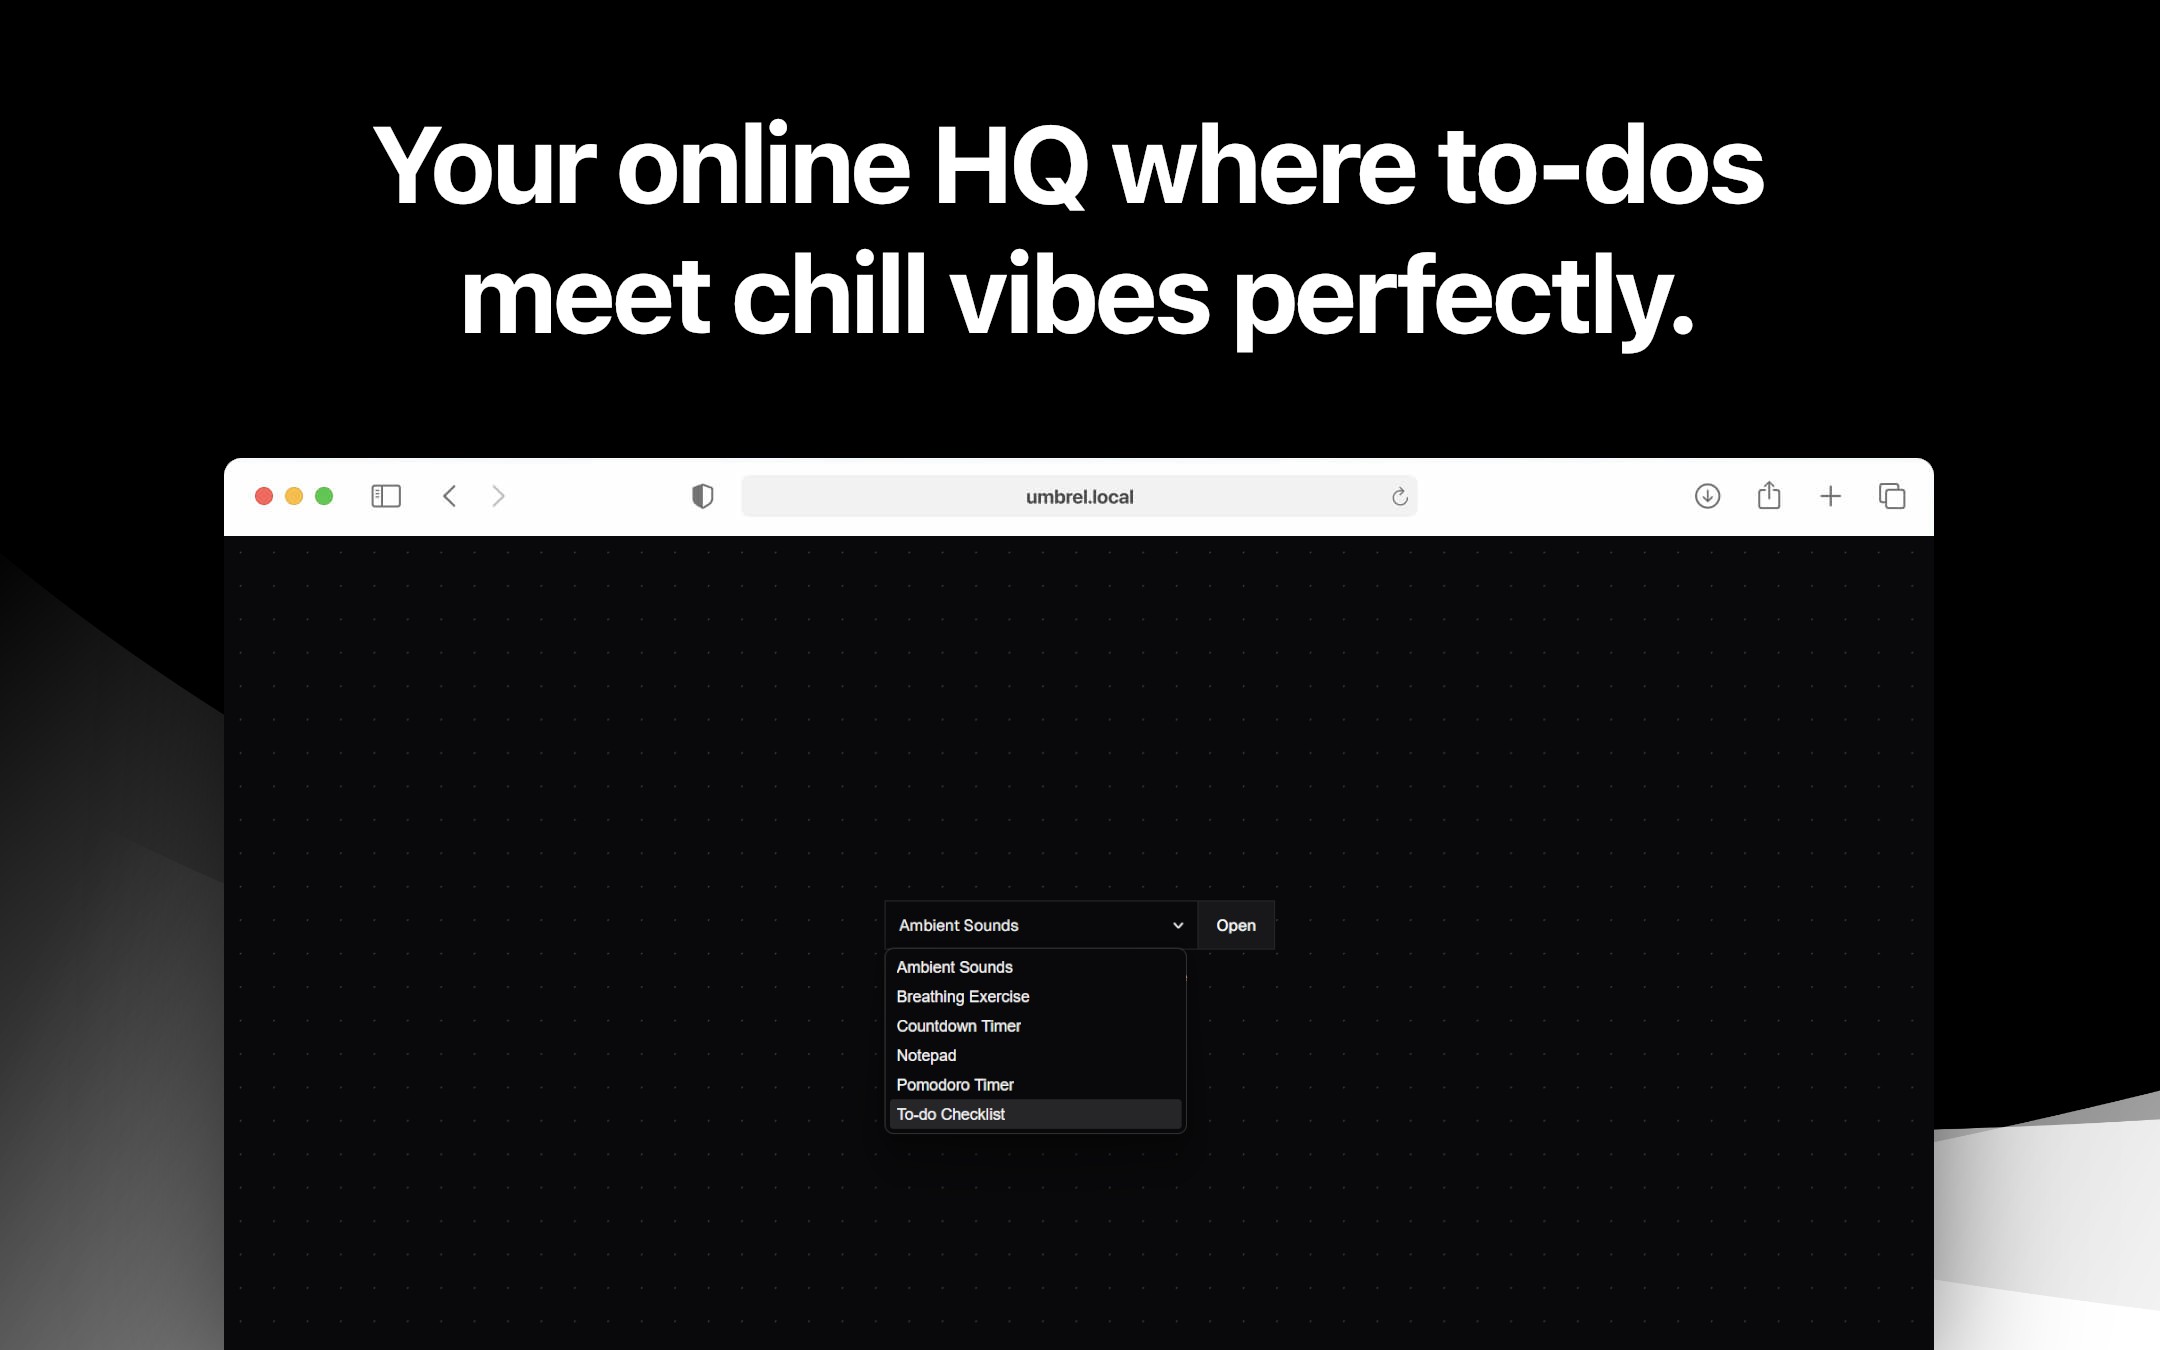 Your online HQ where to-dos
meet chill vibes perfectly.
umbrel.local
Ambient Sounds
Open
Ambient Sounds
Breathing Exercise
Countdown Timer
Notepad
Pomodoro Timer
To-do Checklist